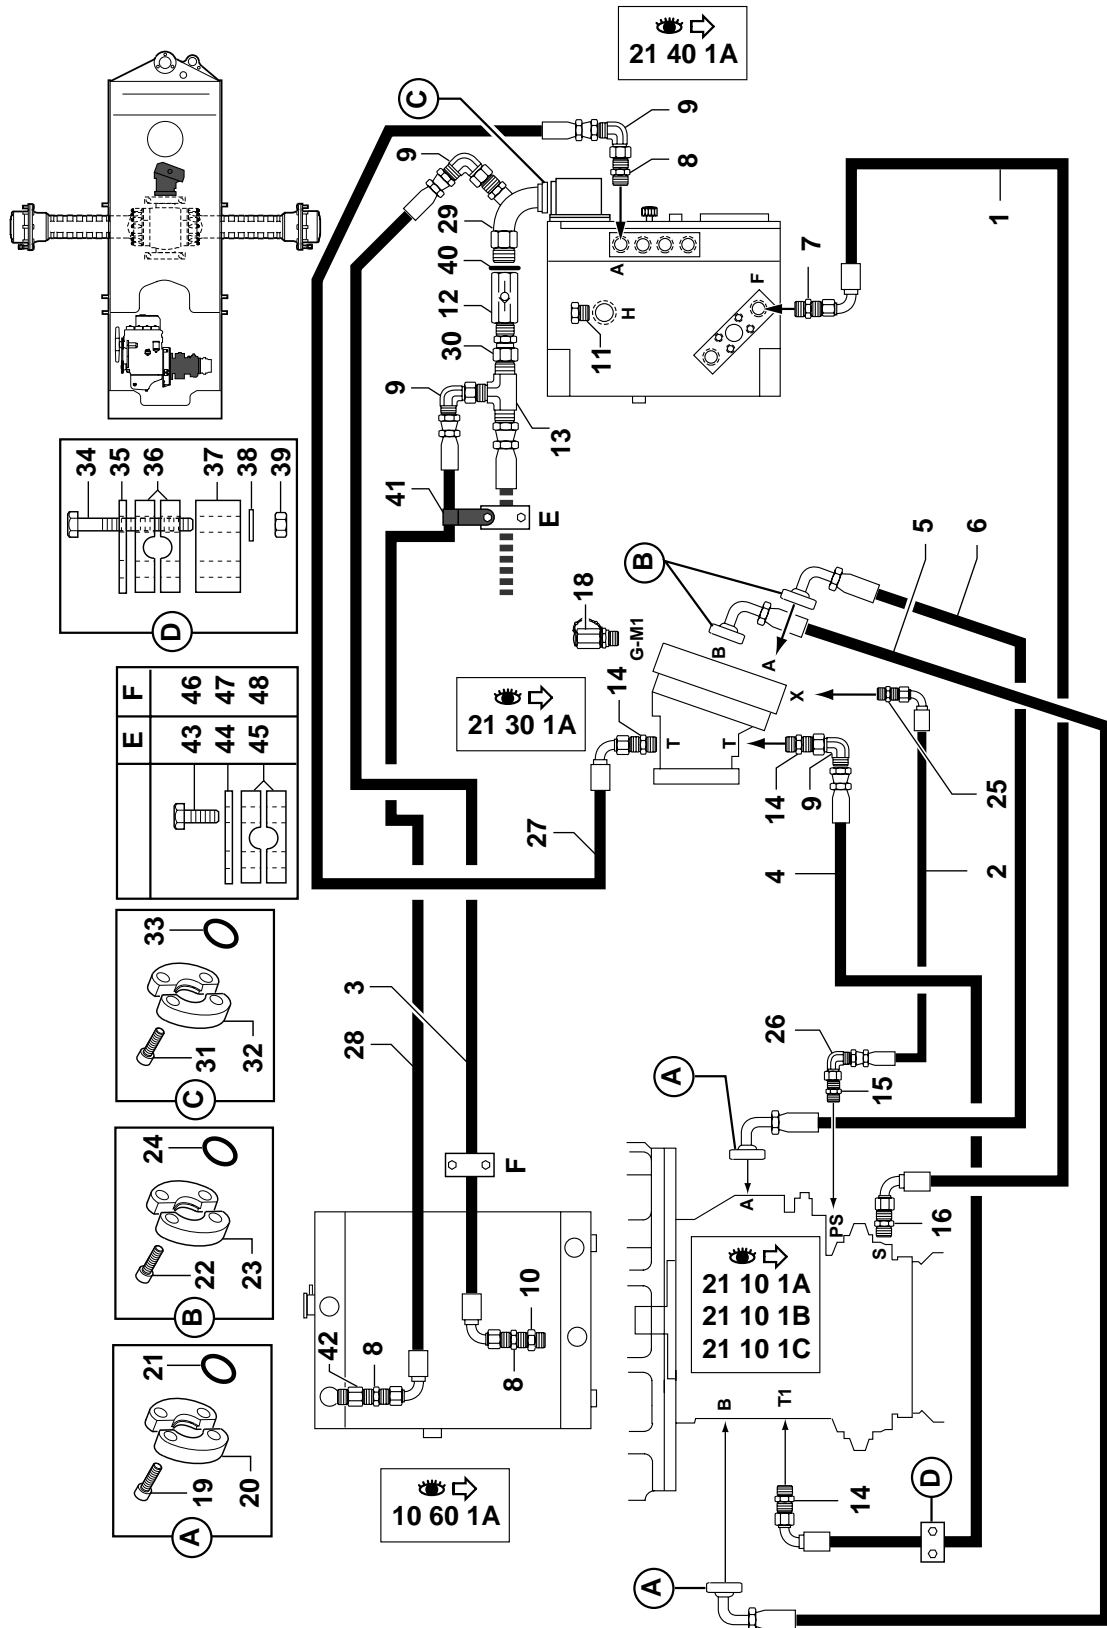 21 40 1A
C
9
8
9
29
40
12
30
9
13
41
E
A
H
F
11
7
1
34
35
36
37
38
39
D
E
F
43
46
44
47
45
48
33
31
32
C
24
22
23
B
21
19
20
A
21 30 1A
18
G-M1
14
T
T
B
A
X
B
5
6
14
9
25
27
4
2
3
28
26
15
A
F
A
PS
S
16
21 10 1A
21 10 1B
21 10 1C
42
8
10
8
10 60 1A
B
T1
14
D
A